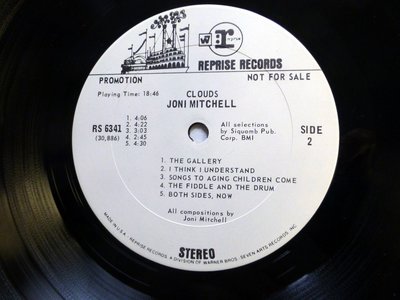 W r reprise
REPRISE RECORDS
PROMOTION
NOT FOR SALE
CLOUDS
Playing Time: 18:46
JONI MITCHELL
RS 6341
(30,886)
1. 4:06
2. 4:22
3. 3:03
4. 2:45
5. 4:30
All selections
by Siquomb Pub.
Corp. BMI
SIDE
2
1. THE GALLERY
2. I THINK I UNDERSTAND
3. SONGS TO AGING CHILDREN COME
4. THE FIDDLE AND THE DRUM
5. BOTH SIDES, NOW
All compositions by
Joni Mitchell
STEREO
MADE IN U.S.A. · REPRISE RECORDS, A DIVISION OF WARNER BROS. - SEVEN ARTS RECORDS, INC.